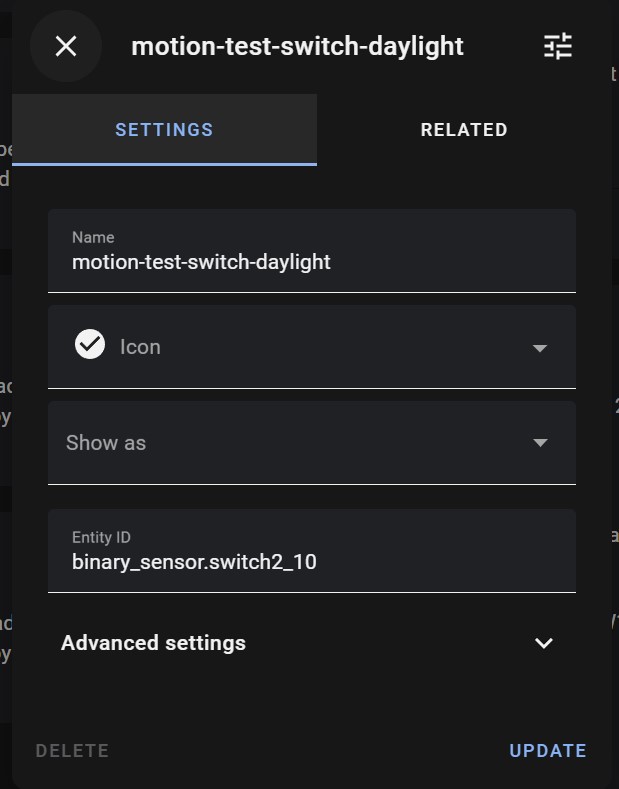 motion-test-switch-daylight
SETTINGS
RELATED
Name
motion-test-switch-daylight
Icon
Show as
Entity ID
binary_sensor.switch2_10
Advanced settings
DELETE
UPDATE